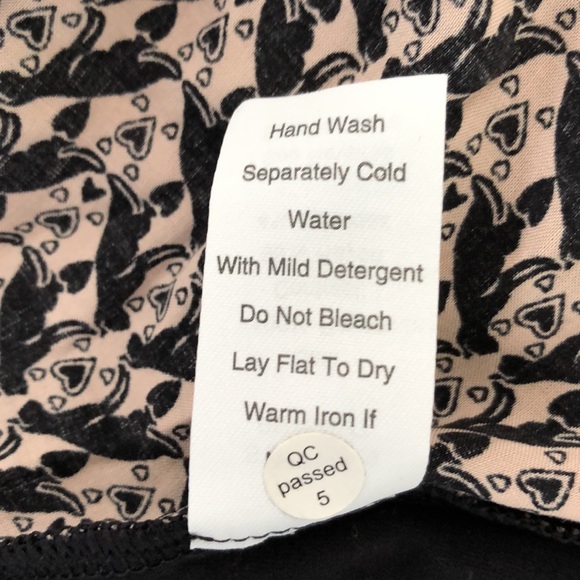 Hand Wash
Separately Cold
Water
With Mild Detergent
Do Not Bleach
Lay Flat To Dry
Warm Iron If
QC
passed
5